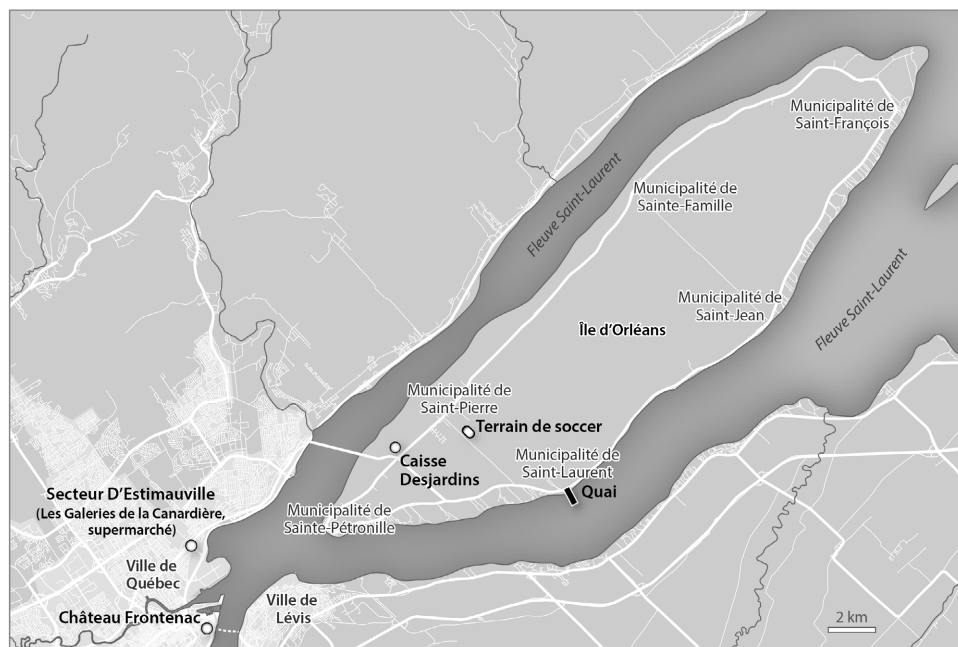 Municipalité de
Saint-François
Fleuve Saint-Laurent
Municipalité de
Sainte-Famille
Fleuve Saint-Laurent
Municipalité de
Saint-Jean
Île d'Orléans
Municipalité de
Saint-Pierre
Terrain de soccer
Caisse
Desjardins
Municipalité de
Saint-Laurent
Quai
Secteur D'Estimauville
(Les Galeries de la Canardière,
supermarché)
Municipalité de
Sainte-Pétronille
Ville de
Québec
Ville de
Lévis
Château Frontenac
2 km